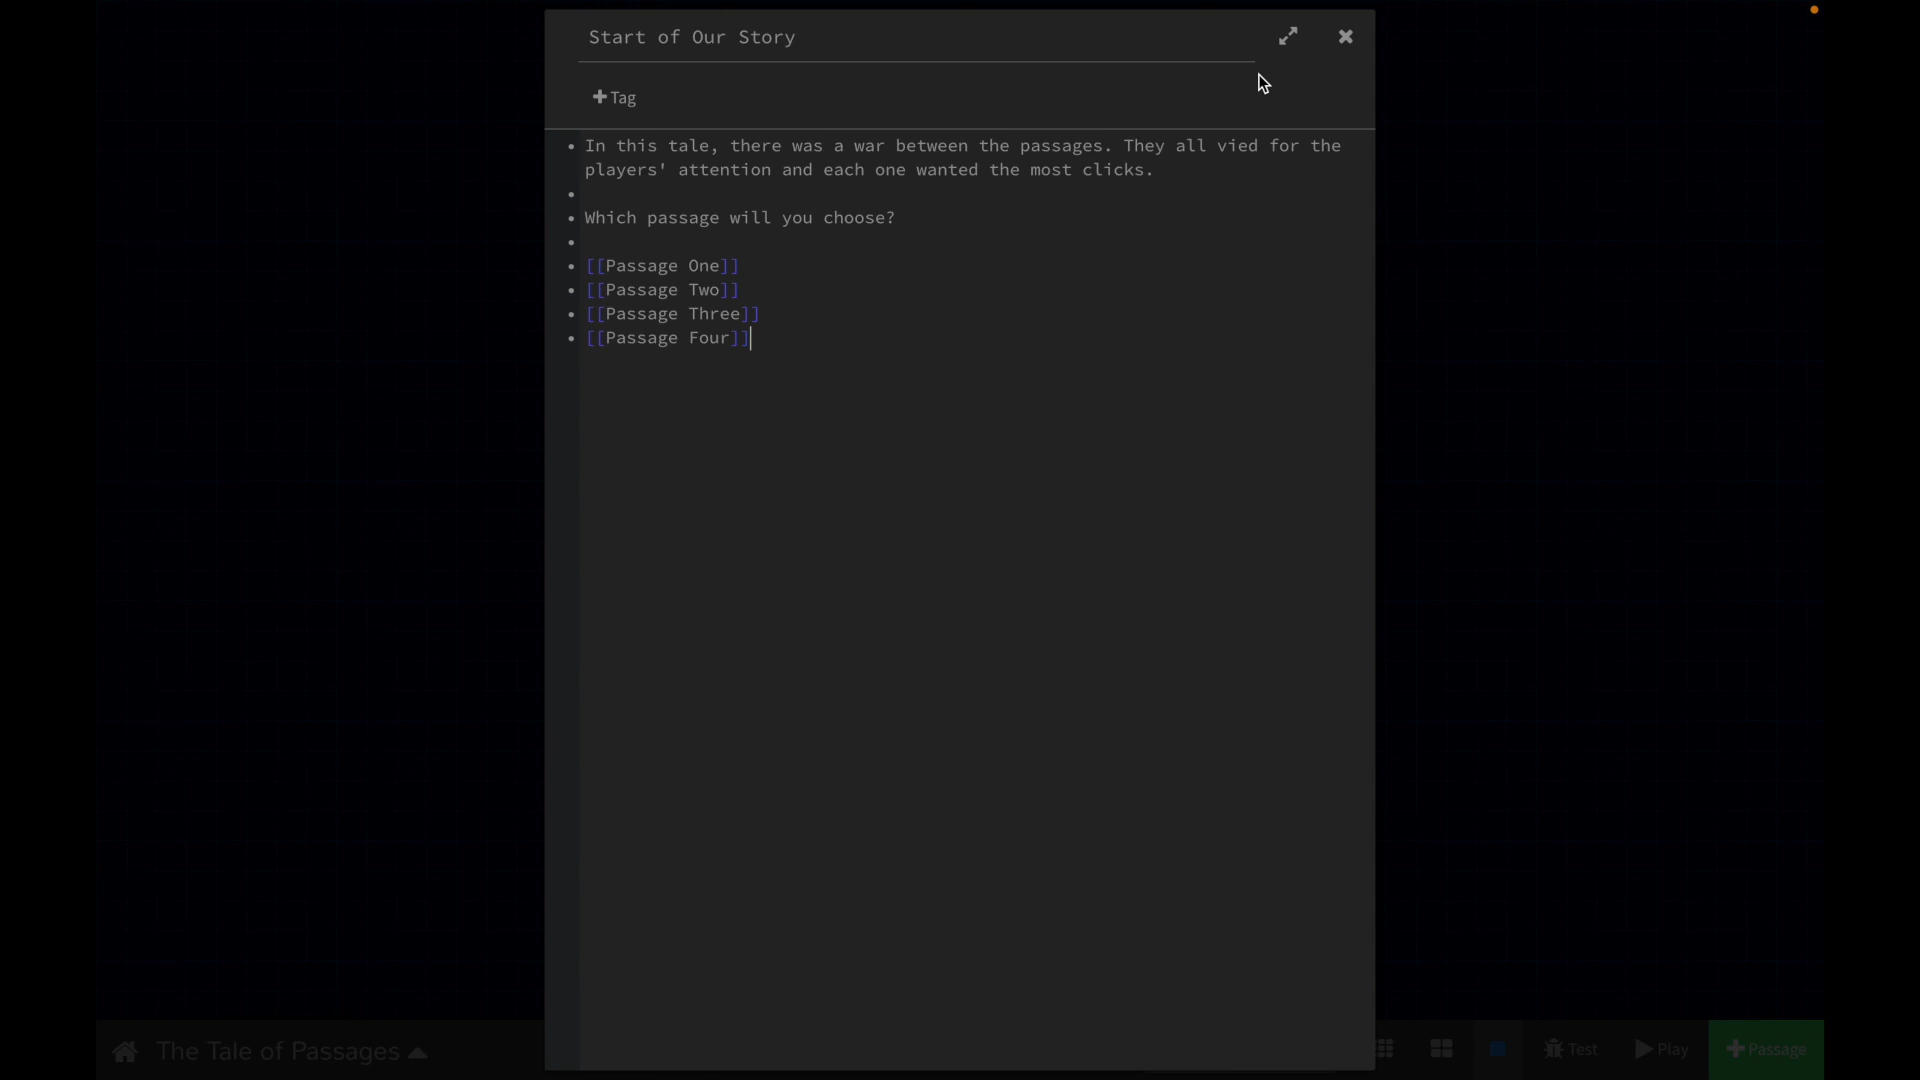 Start of Our Story
Tag
In this tale, there was a war between the passages. They all vied for the
players' attention and each one wanted the most clicks.
Which passage will you choose?
[[Passage One]]
[[Passage Two]]
[[Passage Three]]
[[Passage Four]]
The Tale of Passages
Test
Play
Passage